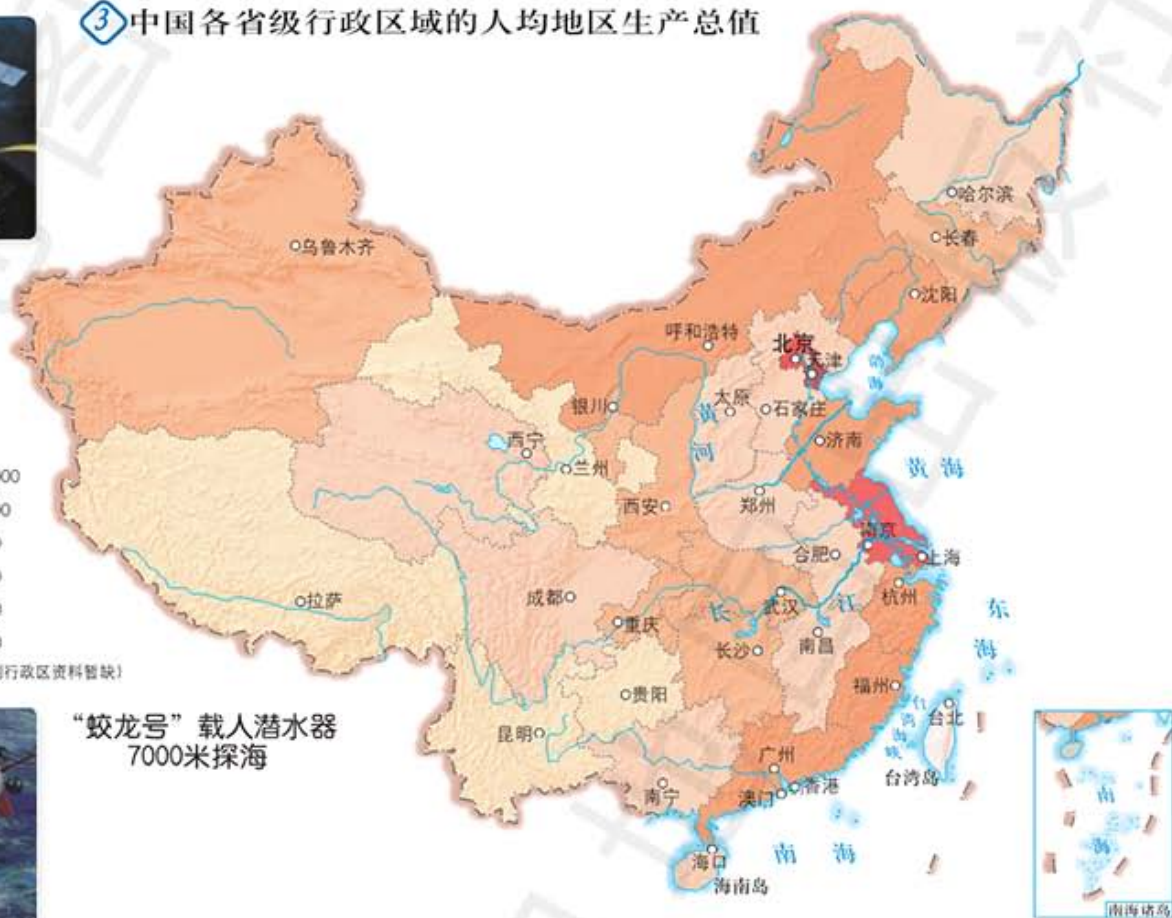 3 中国各省级行政区域的人均地区生产总值
哈尔滨
乌鲁木齐
长春
沈阳
呼和浩特
北京
天津
渤海
银川
太原
石家庄
黄河
西宁
济南
兰州
黄海
西安
郑州
南京
合肥
上海
拉萨
成都
杭州
武汉
长江
重庆
东海
长沙
南昌
贵阳
福州
台北
台湾海峡
昆明
广州
台湾岛
香港
澳门
南宁
南海
海口
海南岛
行政区资料暂缺)
“蛟龙号”载人潜水器
7000米探海
南海
南海诸岛